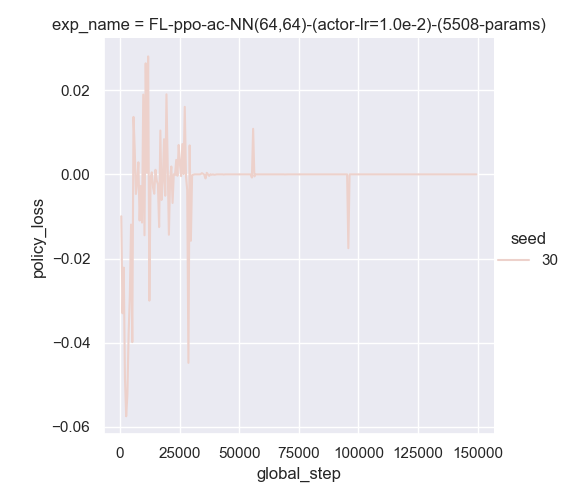 exp_name = FL-ppo-ac-NN(64,64)-(actor-lr=1.0e-2)-(5508-params)
0.02
0.00
−0.02
−0.04
−0.06
policy_loss
0 25000 50000 75000 100000 125000 150000
global_step
seed
30